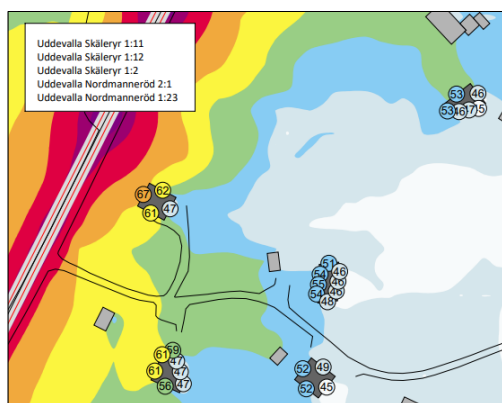 Uddevalla Skäleryr 1:11
Uddevalla Skäleryr 1:12
Uddevalla Skäleryr 1:2
Uddevalla Nordmanneröd 2:1
Uddevalla Nordmanneröd 1:23
53 46
53 46 47 45
67 62
61 47
51
54 46
55 46
54 46
48
61 59
47
61 47
56 47
52 49
52 45